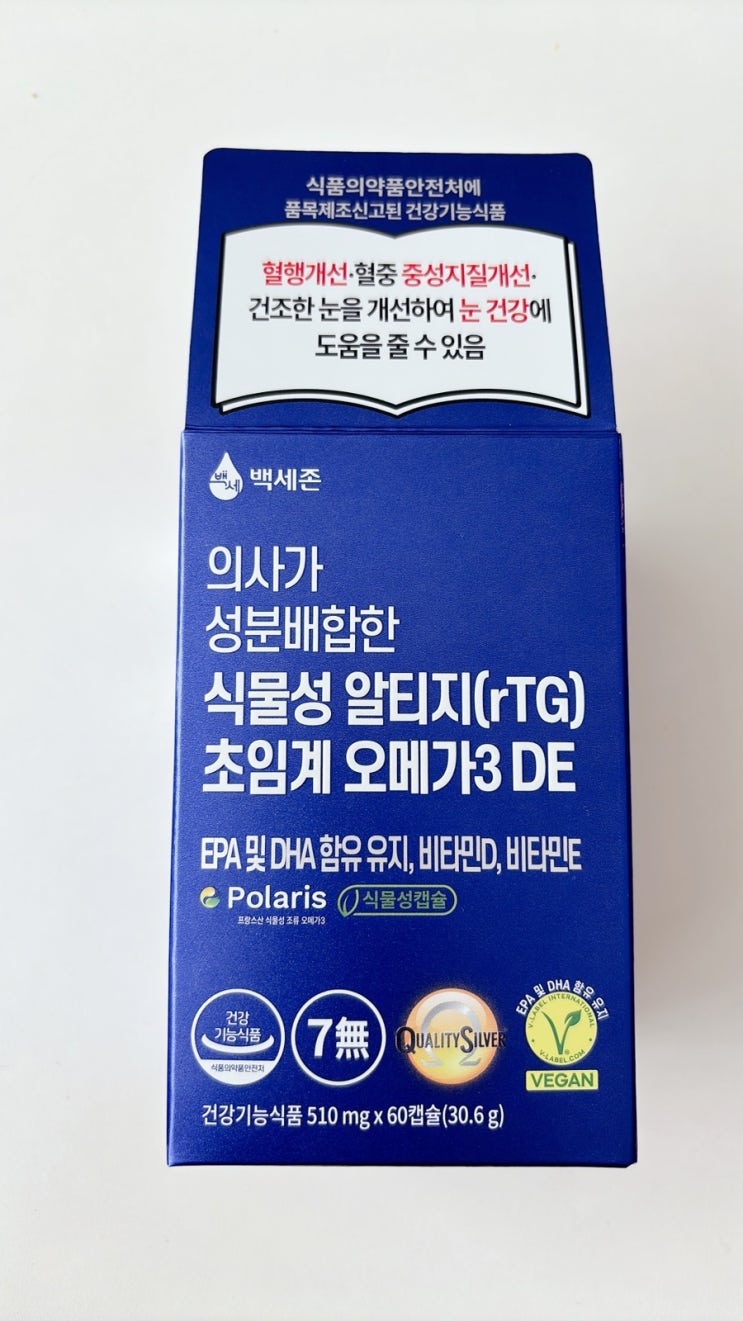 식품의약품안전처에
품목제조신고된 건강기능식품
혈행개선·혈중 중성지질개선·
건조한 눈을 개선하여 눈 건강에
도움을 줄 수 있음
백세
백세존
의사가
성분배합한
식물성 알티지(rTG)
초임계 오메가3 DE
EPA 및 DHA 함유 유지, 비타민D, 비타민E
Polaris
프랑스산 식물성 조류 오메가3
식물성캡슐
건강
기능식품
식품의약품안전처
7無
QUALITYSILVER®
EPA 및 DHA 함유 유지
V-LABEL INTERNATIONAL
V-LABEL.COM
VEGAN
건강기능식품 510 mg x 60캡슐(30.6 g)